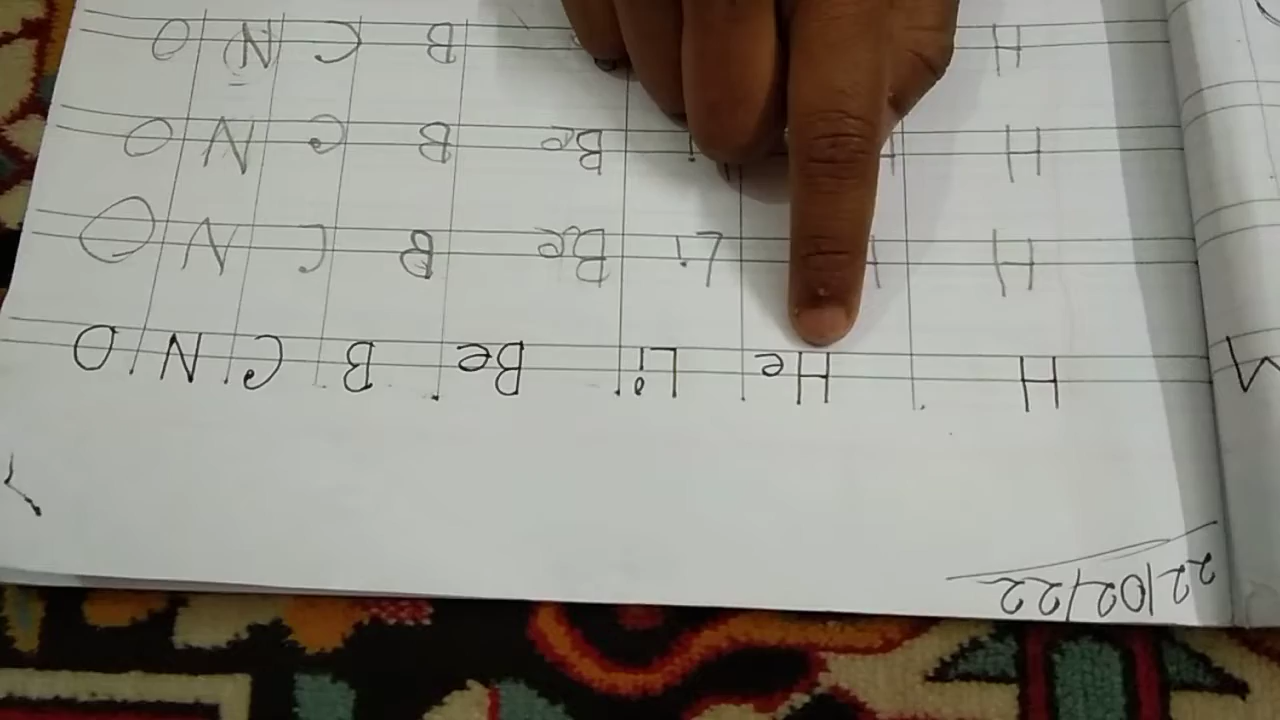 22/02/22
H He Li Be B C N O
H Li Be B C N O
H Be B C N O
H B C N O